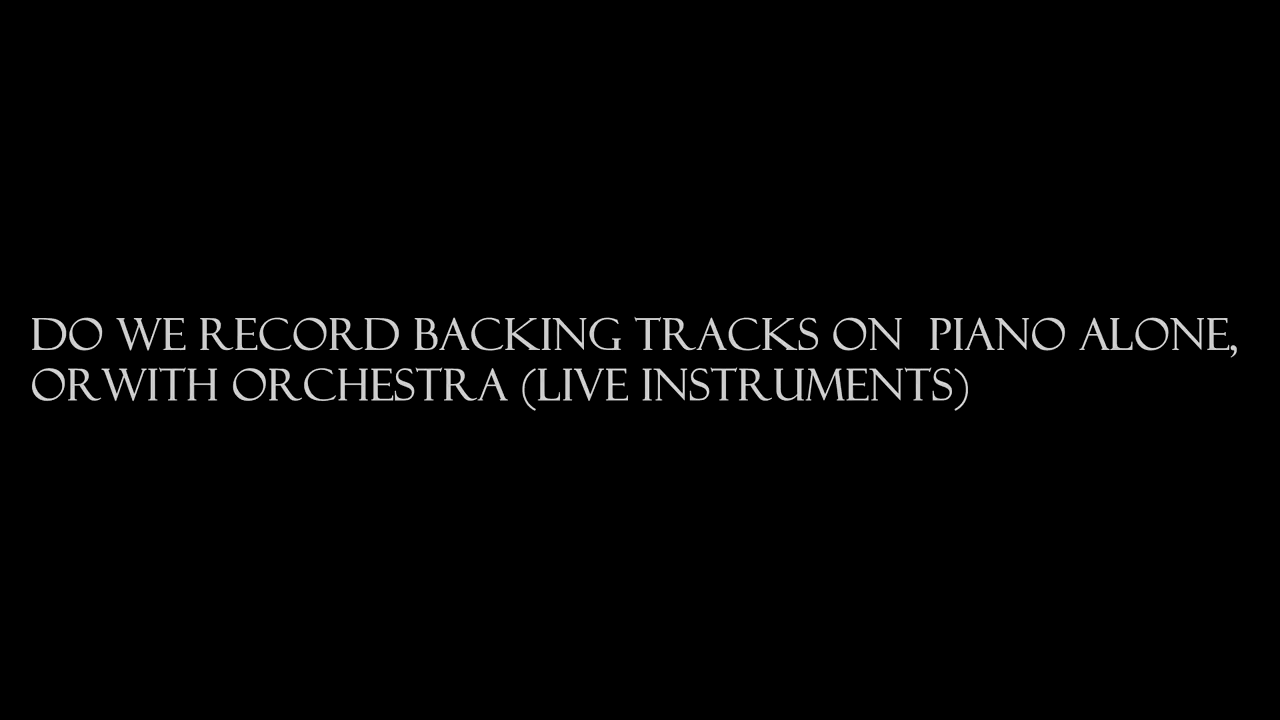 DO WE RECORD BACKING TRACKS ON  PIANO ALONE,
ORWITH ORCHESTRA (LIVE INSTRUMENTS)